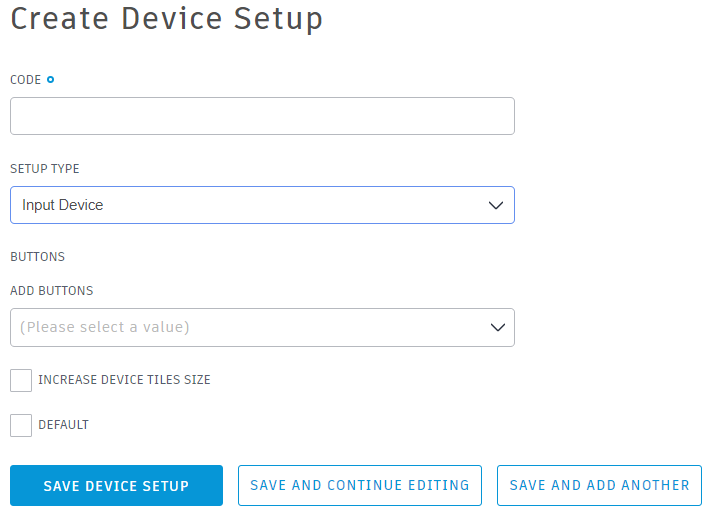 Create Device Setup
CODE
SETUP TYPE
Input Device
BUTTONS
ADD BUTTONS
(Please select a value)
INCREASE DEVICE TILES SIZE
DEFAULT
SAVE DEVICE SETUP SAVE AND CONTINUE EDITING SAVE AND ADD ANOTHER